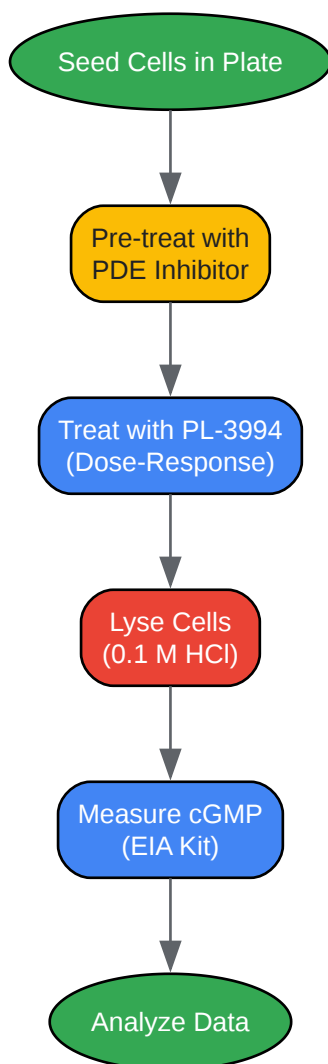 Seed Cells in Plate
Pre-treat with
PDE Inhibitor
Treat with PL-3994
(Dose-Response)
Lyse Cells
(0.1 M HCl)
Measure cGMP
(EIA Kit)
Analyze Data